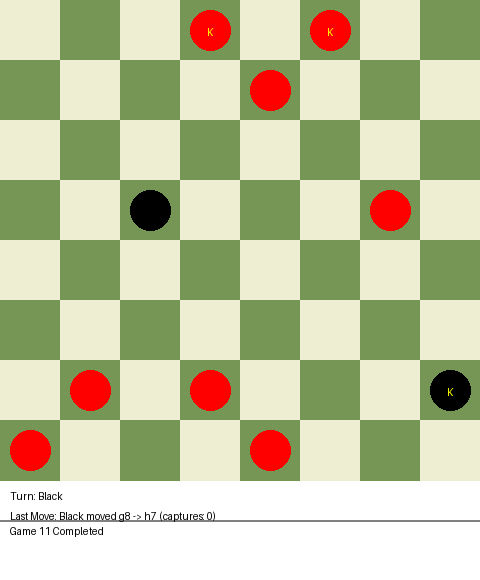 K
K
K
Turn: Black
Last Move: Black moved g8 -> h7 (captures: 0)
Game 11 Completed